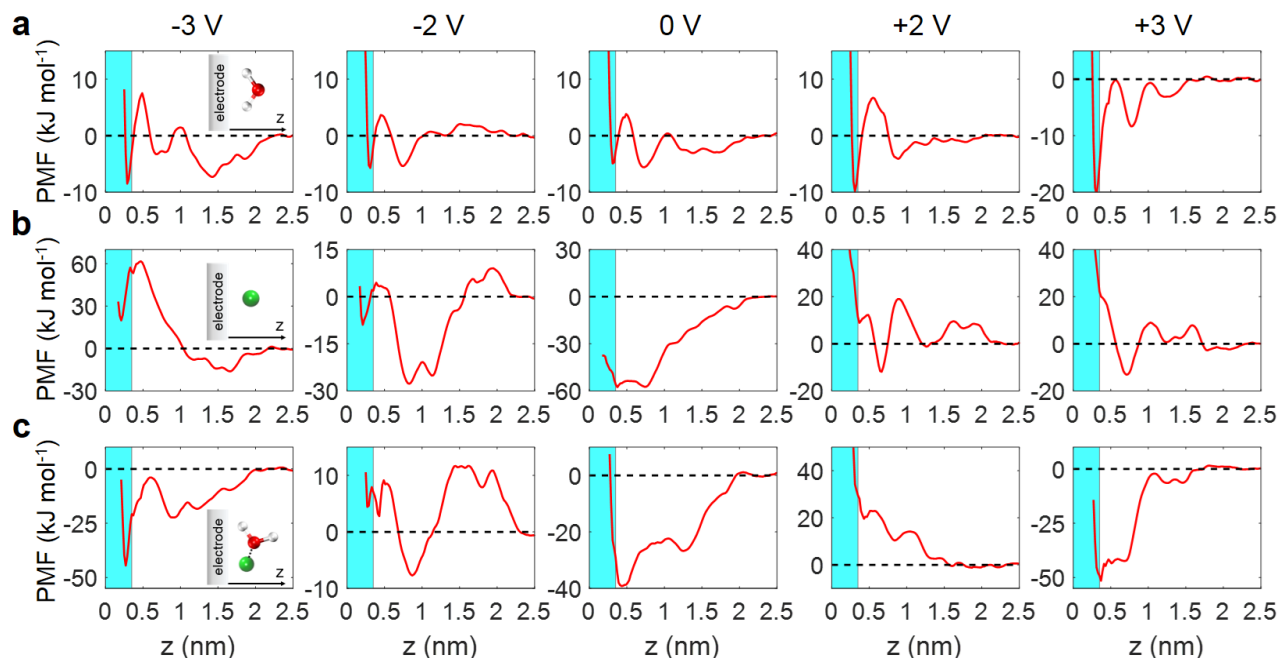 a -3 V -2 V 0 V +2 V +3 V
PMF (kJ mol-1)
10 0 -10
electrode z
0 0.5 1 1.5 2 2.5
10 0 -10
0 0.5 1 1.5 2 2.5
10 0 -10
0 0.5 1 1.5 2 2.5
10 0 -10
0 0.5 1 1.5 2 2.5
0 -10 -20
0 0.5 1 1.5 2 2.5
b
PMF (kJ mol-1)
60 30 0 -30
electrode z
0 0.5 1 1.5 2 2.5
15 0 -15 -30
0 0.5 1 1.5 2 2.5
30 0 -30 -60
0 0.5 1 1.5 2 2.5
40 20 0 -20
0 0.5 1 1.5 2 2.5
40 20 0 -20
0 0.5 1 1.5 2 2.5
c
PMF (kJ mol-1)
0 -25 -50
electrode z
0 0.5 1 1.5 2 2.5
10 0 -10
0 0.5 1 1.5 2 2.5
0 -20 -40
0 0.5 1 1.5 2 2.5
40 20 0
0 0.5 1 1.5 2 2.5
0 -25 -50
0 0.5 1 1.5 2 2.5
z (nm) z (nm) z (nm) z (nm) z (nm)